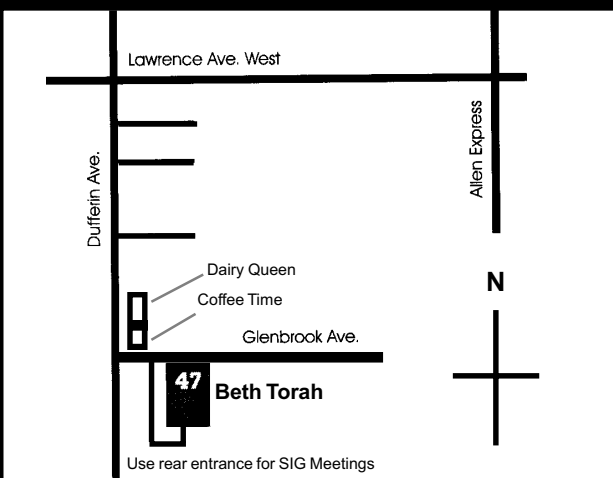 Lawrence Ave. West
Dufferin Ave.
Allen Express
N
Dairy Queen
Coffee Time
Glenbrook Ave.
47
Beth Torah
Use rear entrance for SIG Meetings